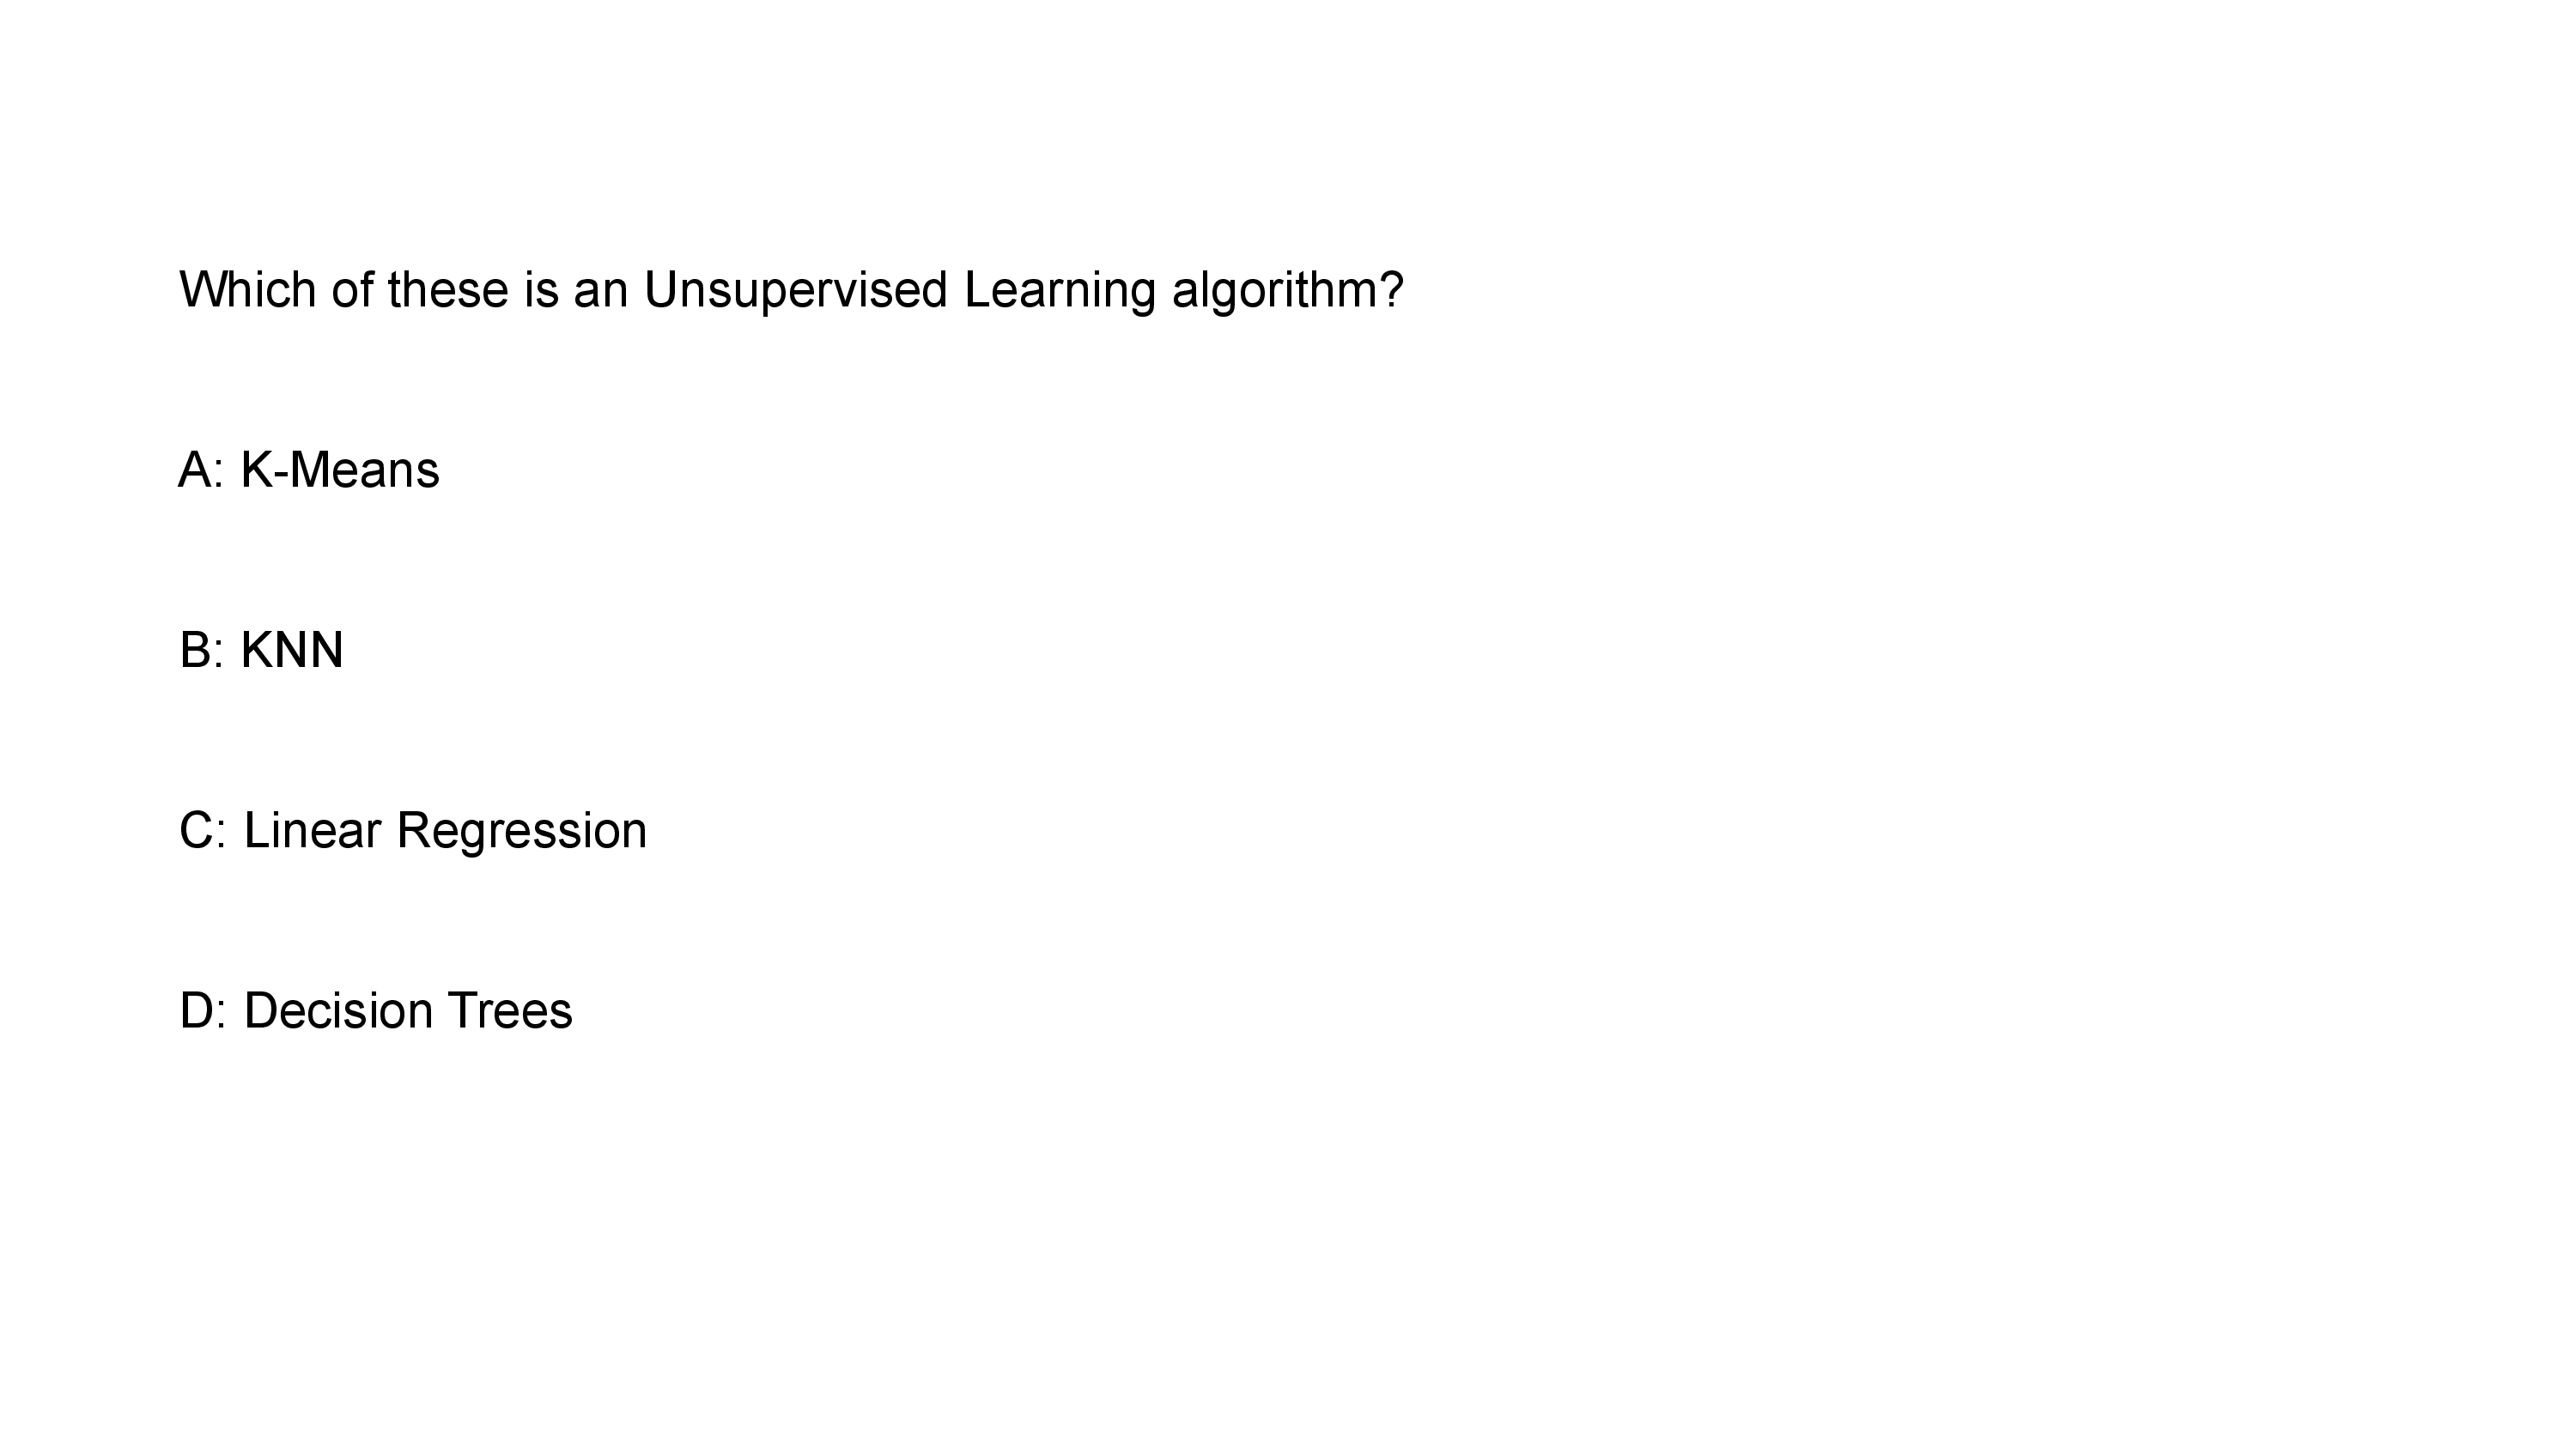 Which of these is an Unsupervised Learning algorithm?
A: K-Means
B: KNN
C: Linear Regression
D: Decision Trees